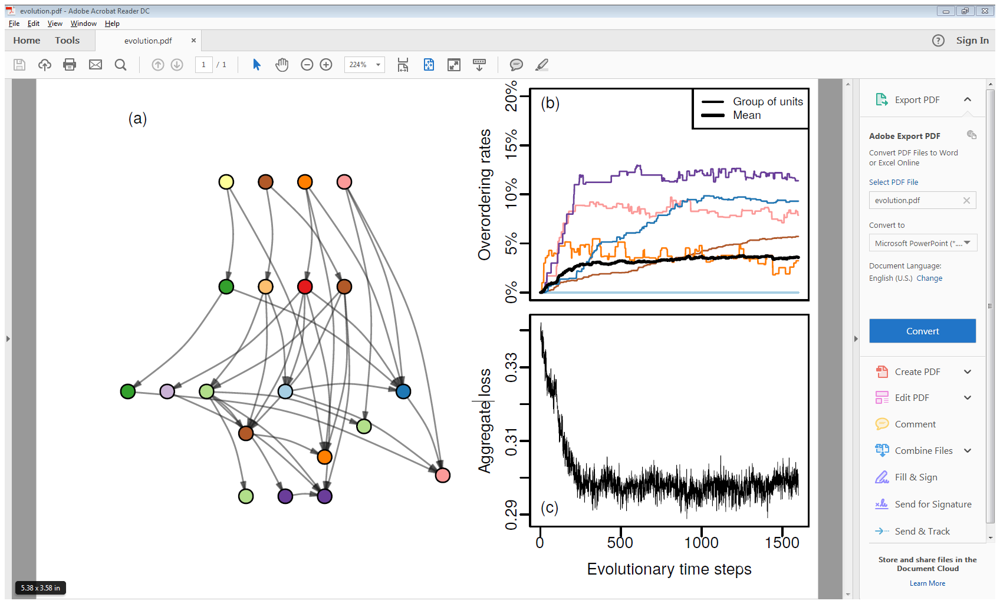 evolution.pdf - Adobe Acrobat Reader DC
File Edit View Window Help
Home Tools evolution.pdf × ? Sign In
1 / 1 224%
(a)
(b)
Group of units
Mean
Overordering rates
0% 5% 10% 15% 20%
(c)
Aggregate loss
0.29 0.31 0.33
0 500 1000 1500
Evolutionary time steps
5.38 x 3.58 in
Export PDF
Adobe Export PDF
Convert PDF Files to Word
or Excel Online
Select PDF File
evolution.pdf
Convert to
Microsoft PowerPoint (*....
Document Language:
English (U.S.) Change
Convert
Create PDF
Edit PDF
Comment
Combine Files
Fill & Sign
Send for Signature
Send & Track
Store and share files in the
Document Cloud
Learn More